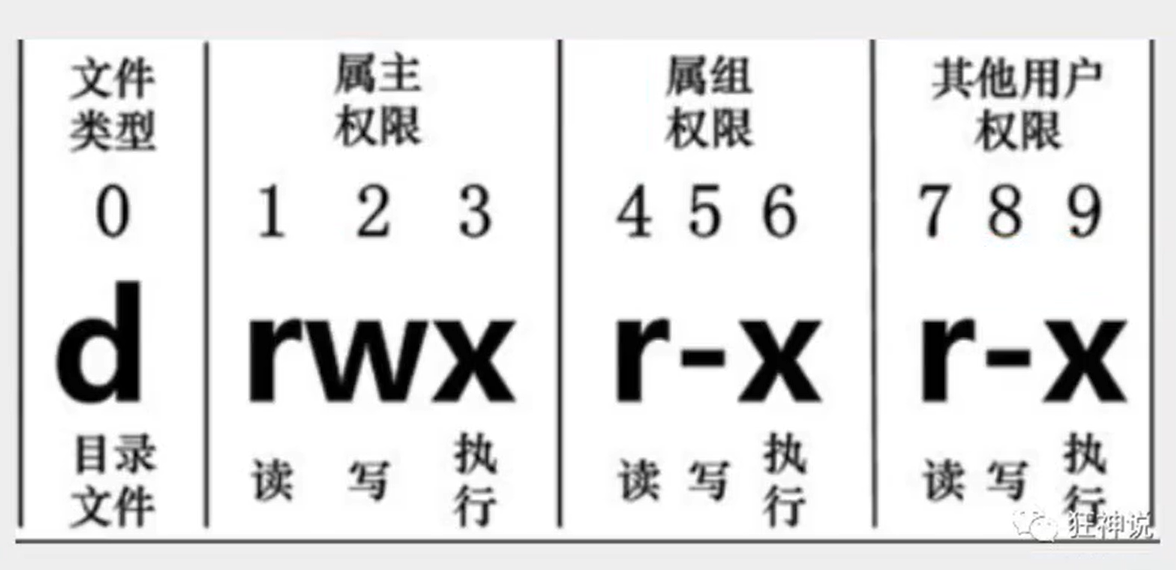 文件 属主 属组 其他用户
类型 权限 权限 权限
0 1 2 3 4 5 6 7 8 9
d rwx r-x r-x
目录 读 写 执 读 写 执 读 写 执
文件 行 行 行
狂神说